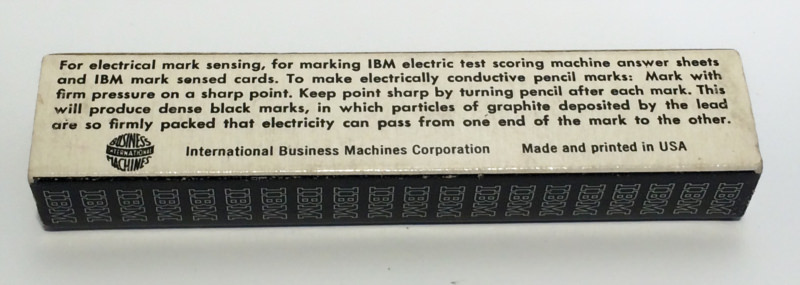 For electrical mark sensing, for marking IBM electric test scoring machine answer sheets
and IBM mark sensed cards. To make electrically conductive pencil marks: Mark with
firm pressure on a sharp point. Keep point sharp by turning pencil after each mark. This
will produce dense black marks, in which particles of graphite deposited by the lead
are so firmly packed that electricity can pass from one end of the mark to the other.
BUSINESS
INTERNATIONAL
MACHINES
International Business Machines Corporation Made and printed in USA
IBM IBM IBM IBM IBM IBM IBM IBM IBM IBM IBM IBM IBM IBM IBM IBM IBM IBM IBM IBM